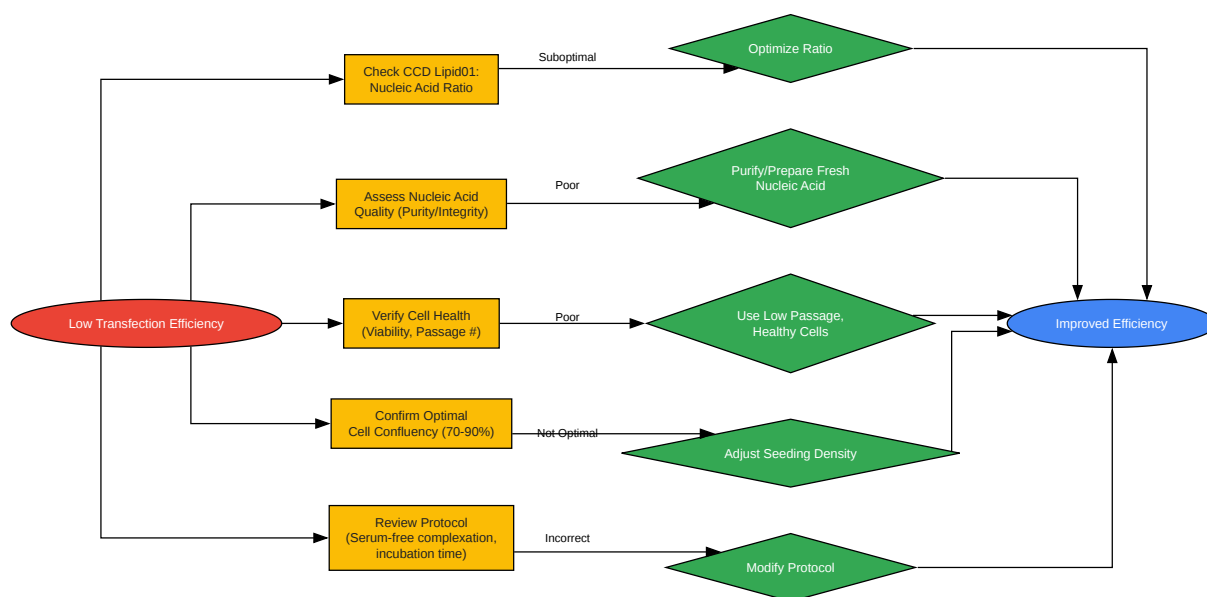 Optimize Ratio
Suboptimal
Check CCD Lipid01:
Nucleic Acid Ratio
Purify/Prepare Fresh
Nucleic Acid
Poor
Assess Nucleic Acid
Quality (Purity/Integrity)
Low Transfection Efficiency
Verify Cell Health
(Viability, Passage #)
Poor
Use Low Passage,
Healthy Cells
Improved Efficiency
Confirm Optimal
Cell Confluency (70-90%)
Not Optimal
Adjust Seeding Density
Review Protocol
(Serum-free complexation,
incubation time)
Incorrect
Modify Protocol